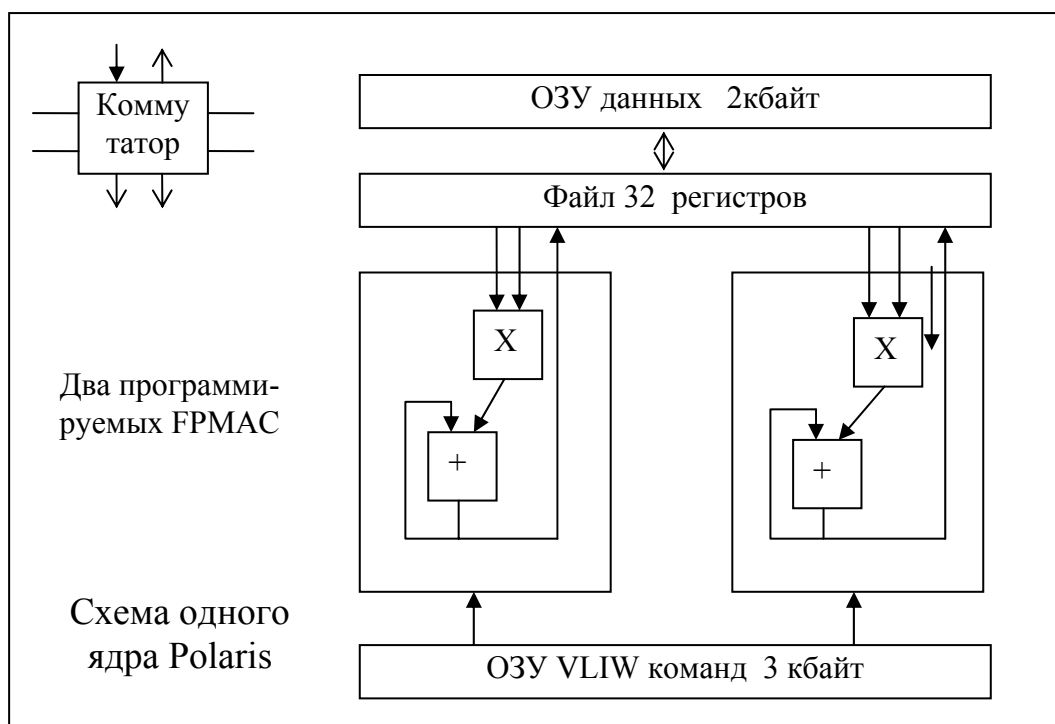 Комму
татор
ОЗУ данных 2кбайт
Файл 32 регистров
X
X
Два программи-
руемых FPMAC
+
+
Схема одного
ядра Polaris
ОЗУ VLIW команд 3 кбайт